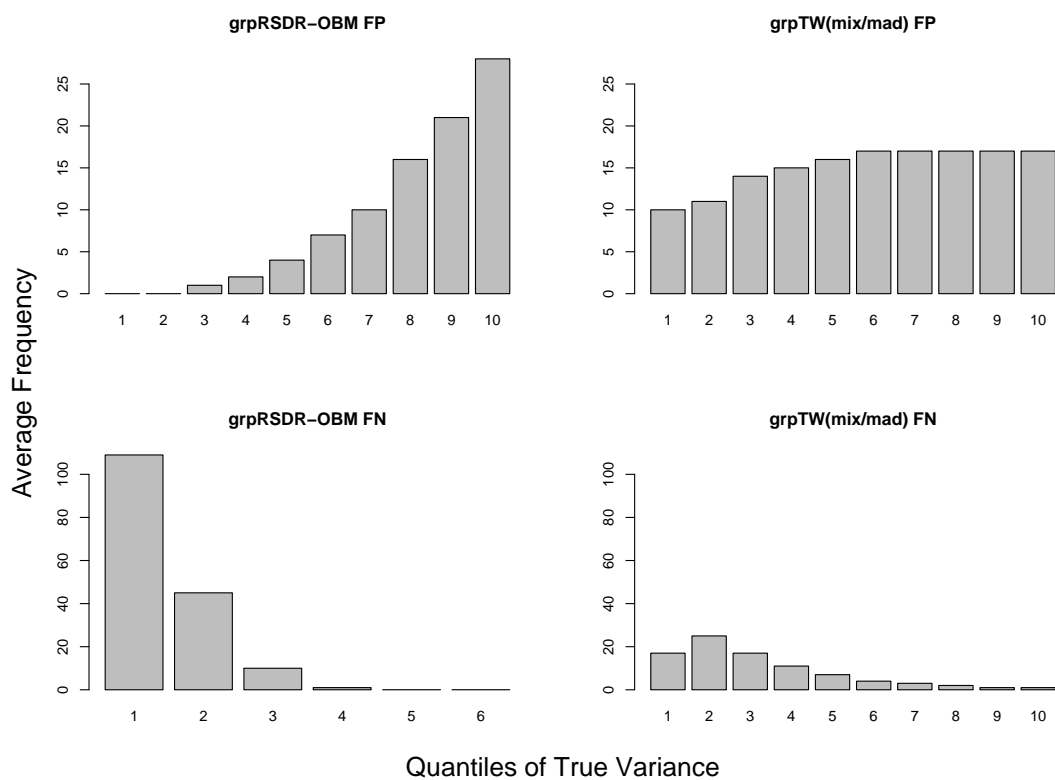 grpRSDR−OBM FP
25
20
15
10
5
0
1 2 3 4 5 6 7 8 9 10
grpTW(mix/mad) FP
25
20
15
10
5
0
1 2 3 4 5 6 7 8 9 10
Average Frequency
grpRSDR−OBM FN
100
80
60
40
20
0
1 2 3 4 5 6
grpTW(mix/mad) FN
100
80
60
40
20
0
1 2 3 4 5 6 7 8 9 10
Quantiles of True Variance